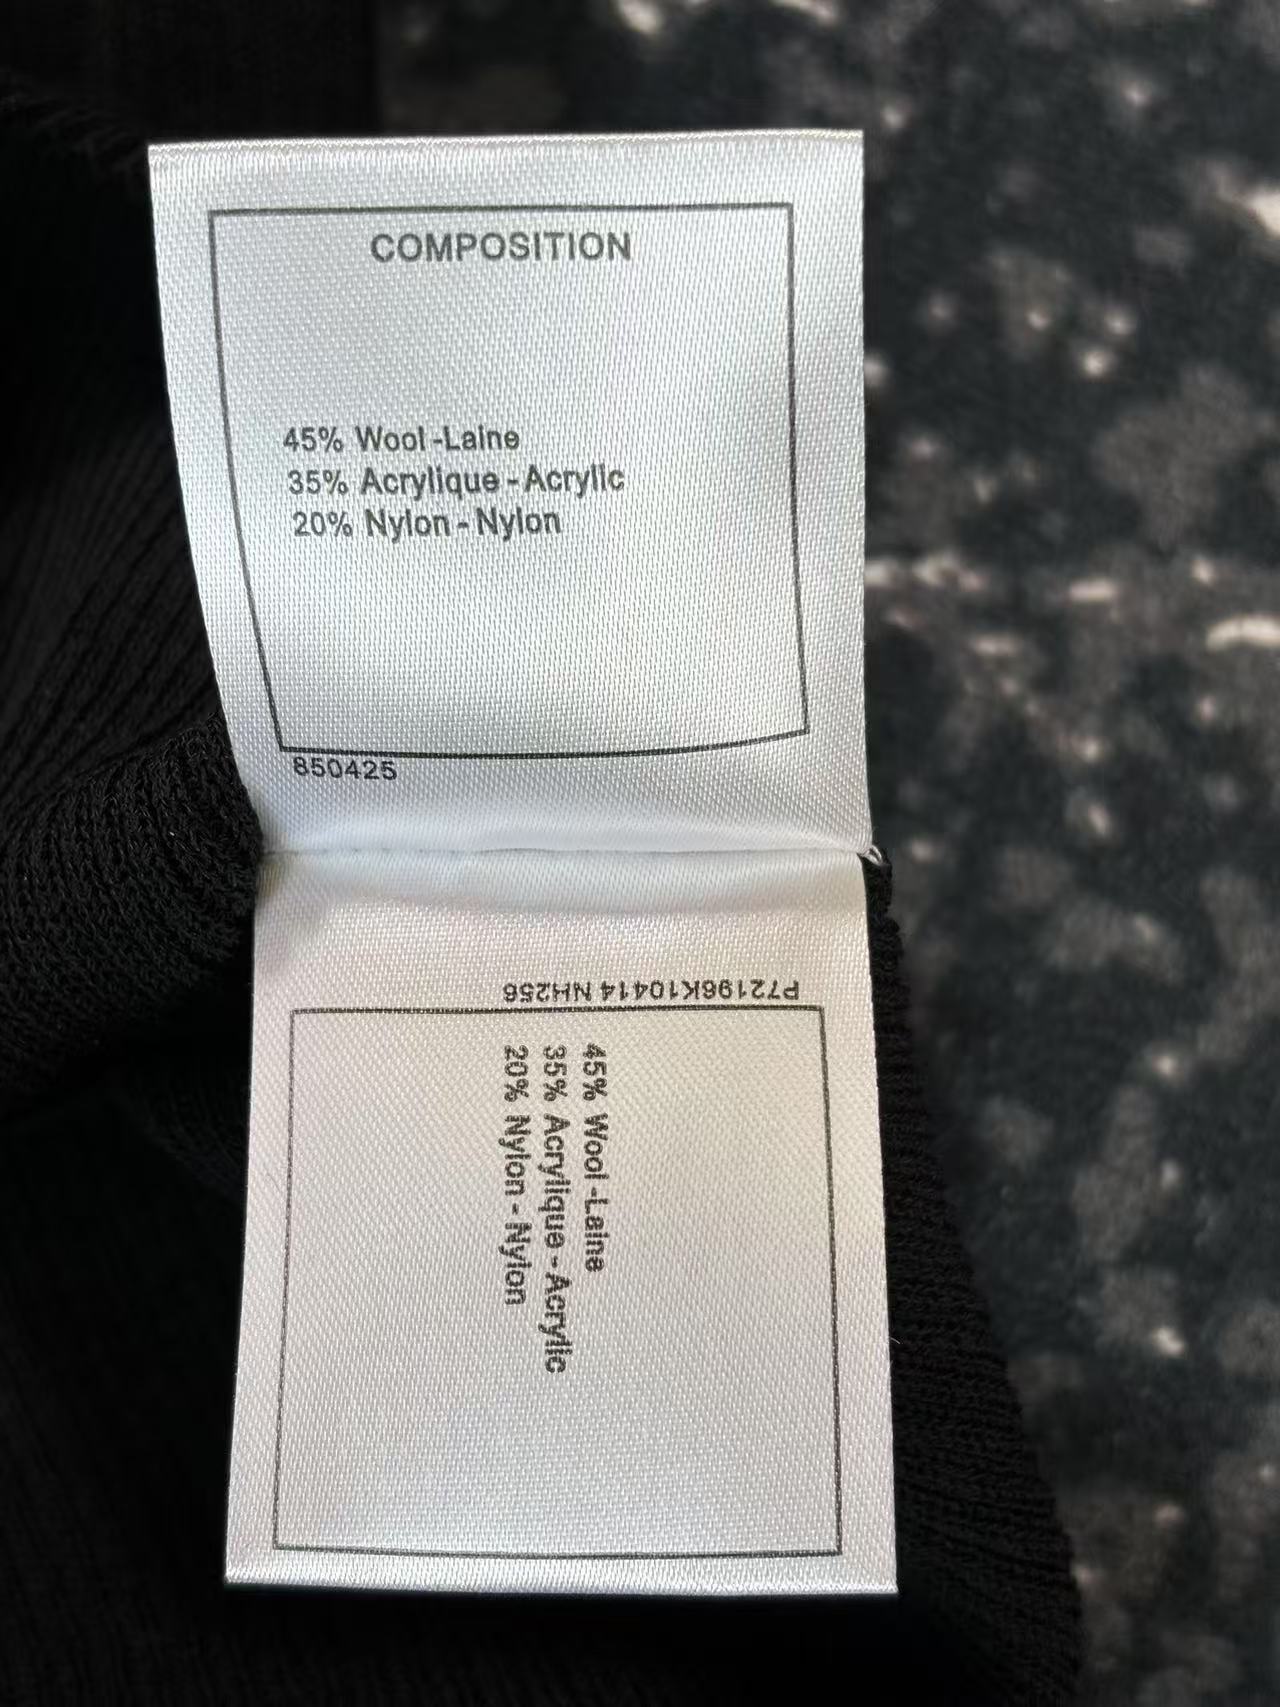 COMPOSITION
45% Wool -Laine
35% Acrylique - Acrylic
20% Nylon - Nylon
850425
P72196K10414 NH256
45% Wool -Laine
35% Acrylique - Acrylic
20% Nylon - Nylon